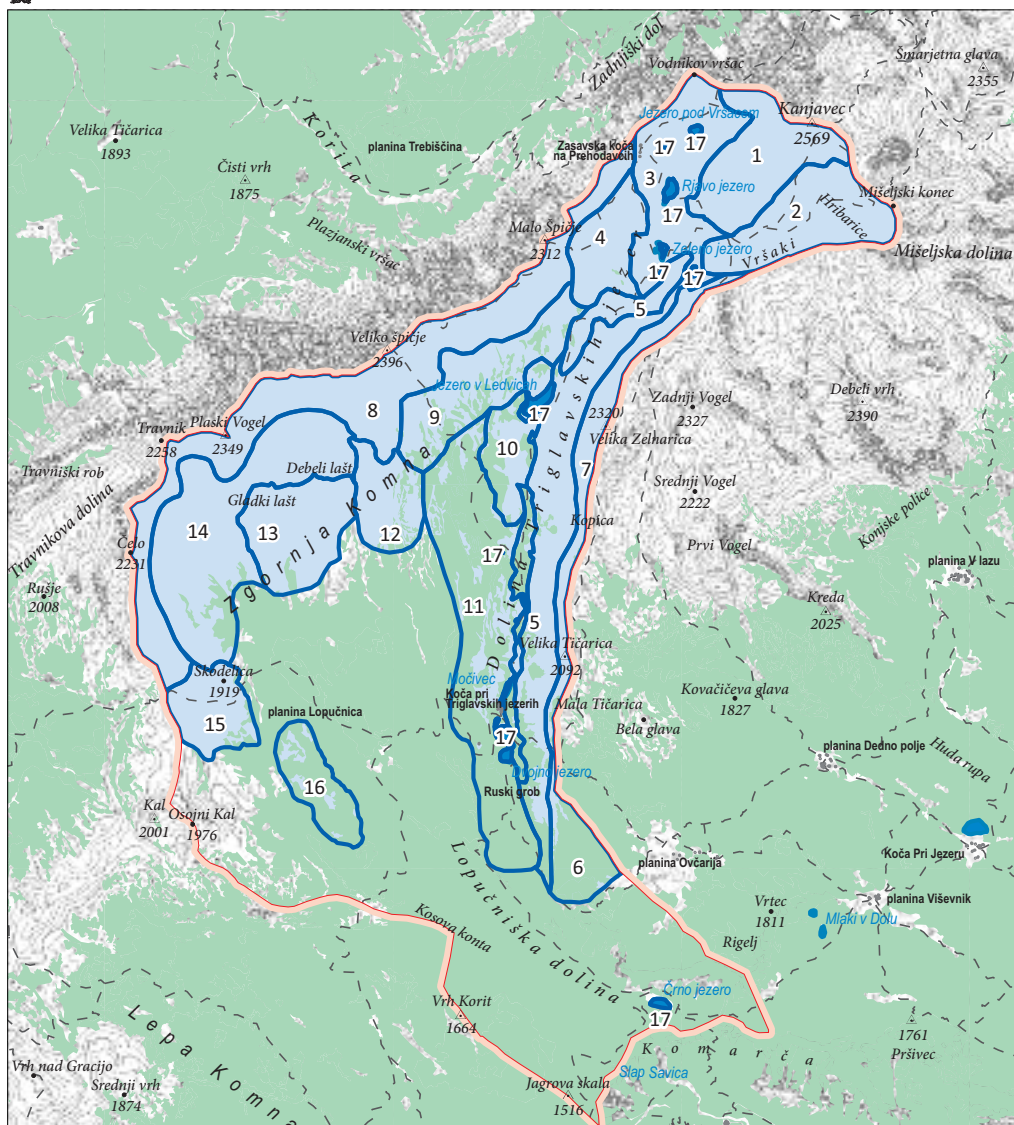 Zadnjiški dol
Vodnikov vršac
Šmarjetna glava
2355
Jezero pod Vršacem
Kanjavec
2569
Velika Tičarica
1893
Korita
planina Trebiščina
Zasavska koča
na Prehodavcih
17
17
1
Čisti vrh
1875
3
Rjavo jezero
Mišeljski konec
2
Hribarice
17
Plazjanski vršac
Malo Špičje
2312
4
Zeleno jezero
Vršaki
Mišeljska dolina
17
17
5
Veliko špičje
2396
Jezero v Ledvicah
Zadnji Vogel
2327
Debeli vrh
2390
8
9
17
2320
Velika Zelnarica
Travnik
2258
Plaski Vogel
2349
10
Travniški rob
Debeli lašt
7
Srednji Vogel
2222
Gladki lašt
Zgornja Komna
Dolina Triglavskih jezer
Konjske police
14
13
12
Kopica
Travnikova dolina
Čelo
2231
17
Prvi Vogel
planina V lazu
Rušje
2008
11
Kreda
2025
5
Velika Tičarica
2092
Škodelica
1919
Močivec
Koča pri
Triglavskih jezerih
Mala Tičarica
Kovačičeva glava
1827
planina Lopučnica
Bela glava
15
17
planina Dedno polje
Huda rupa
16
Dvojno jezero
Ruski grob
Kal
2001
Osojni Kal
1976
Koča Pri Jezeru
6
planina Ovčarija
planina Viševnik
Lopučniška dolina
Vrtec
1811
Mlaki v Dolu
Kosova konta
Rigelj
Črno jezero
17
Vrh Korit
1664
1761
Pršivec
Lepa Komna
Komarča
Vrh nad Gracijo
Srednji vrh
1874
Slap Savica
Jagrova skala
1516